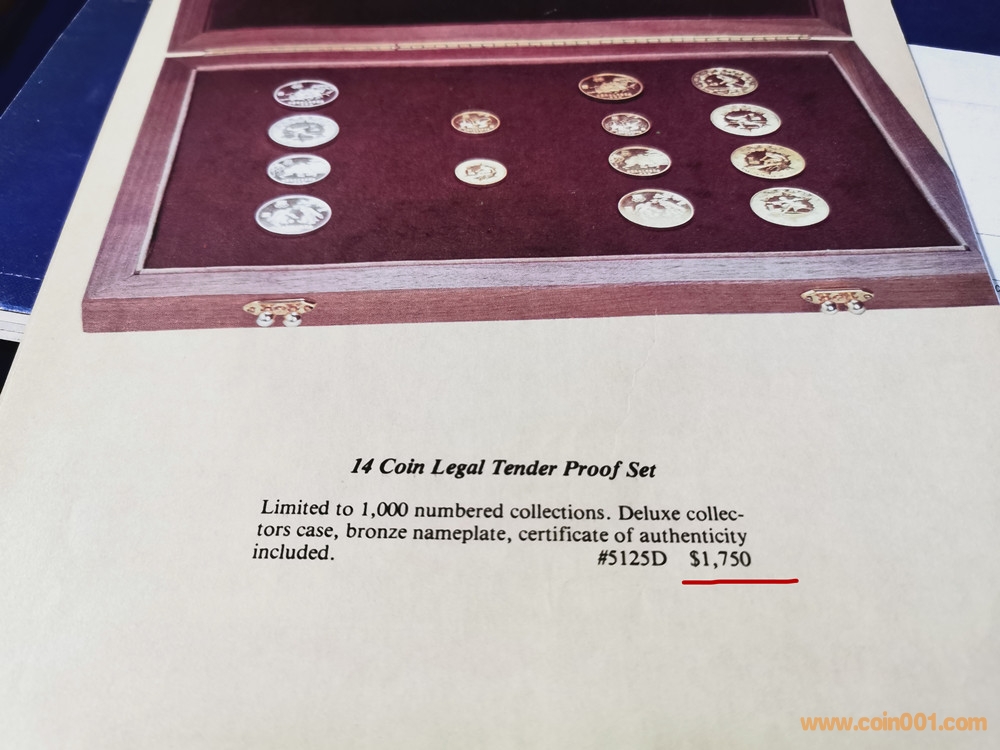 14 Coin Legal Tender Proof Set
Limited to 1,000 numbered collections. Deluxe collec-
tors case, bronze nameplate, certificate of authenticity
included. #5125D $1,750
www.coin001.com